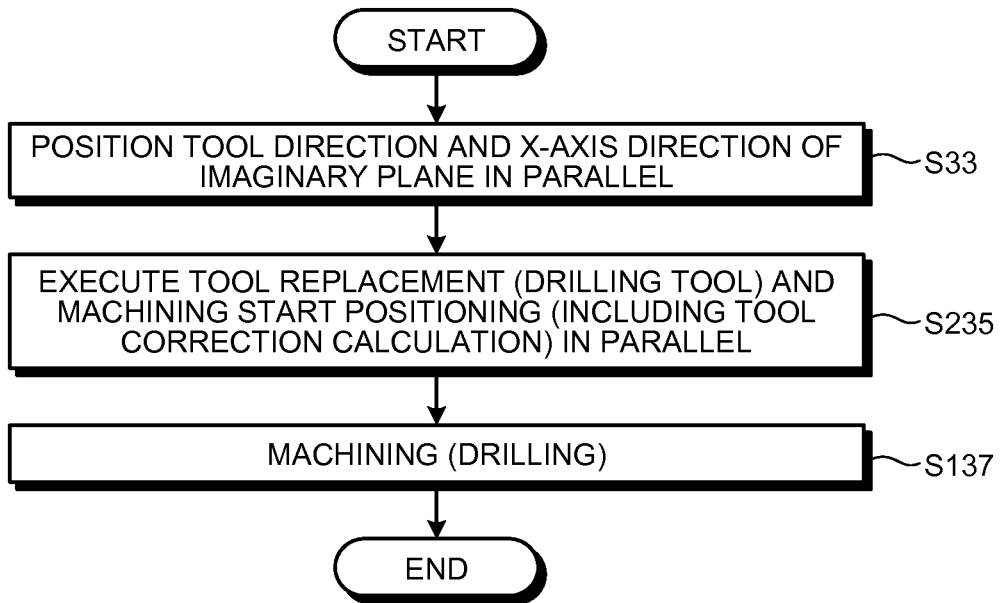 START
POSITION TOOL DIRECTION AND X-AXIS DIRECTION OF
IMAGINARY PLANE IN PARALLEL
S33
EXECUTE TOOL REPLACEMENT (DRILLING TOOL) AND
MACHINING START POSITIONING (INCLUDING TOOL
CORRECTION CALCULATION) IN PARALLEL
S235
MACHINING (DRILLING)
S137
END